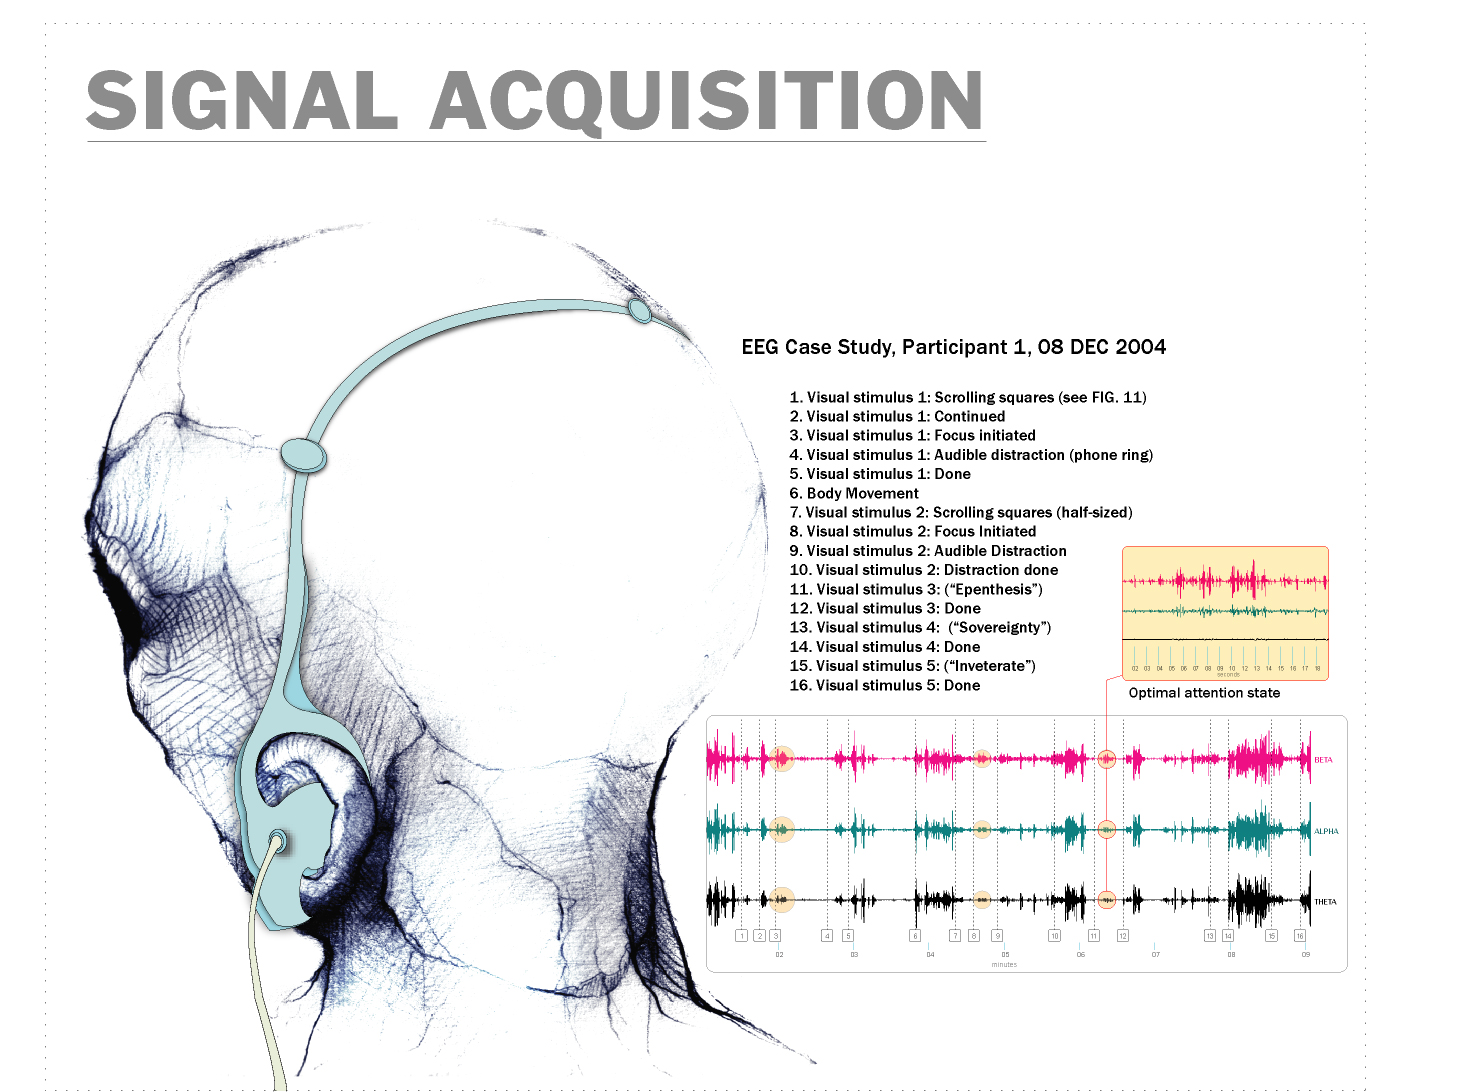 SIGNAL ACQUISITION
EEG Case Study, Participant 1, 08 DEC 2004
1. Visual stimulus 1: Scrolling squares (see FIG. 11)
2. Visual stimulus 1: Continued
3. Visual stimulus 1: Focus initiated
4. Visual stimulus 1: Audible distraction (phone ring)
5. Visual stimulus 1: Done
6. Body Movement
7. Visual stimulus 2: Scrolling squares (half-sized)
8. Visual stimulus 2: Focus Initiated
9. Visual stimulus 2: Audible Distraction
10. Visual stimulus 2: Distraction done
11. Visual stimulus 3: (“Epenthesis”)
12. Visual stimulus 3: Done
13. Visual stimulus 4:  (“Sovereignty”)
14. Visual stimulus 4: Done
15. Visual stimulus 5: (“Inveterate”)
16. Visual stimulus 5: Done
02 03 04 05 06 07 08 09 10 11 12 13 14 15 16 17 18
seconds
Optimal attention state
BETA
ALPHA
THETA
1 2 3 4 5 6 7 8 9 10 11 12 13 14 15 16
02 03 04 05 06 07 08 09
minutes